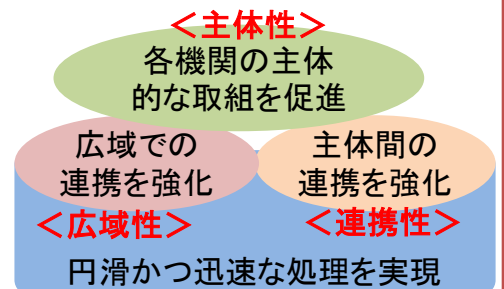 ＜主体性＞
各機関の主体
的な取組を促進
広域での
連携を強化
＜広域性＞
主体間の
連携を強化
＜連携性＞
円滑かつ迅速な処理を実現